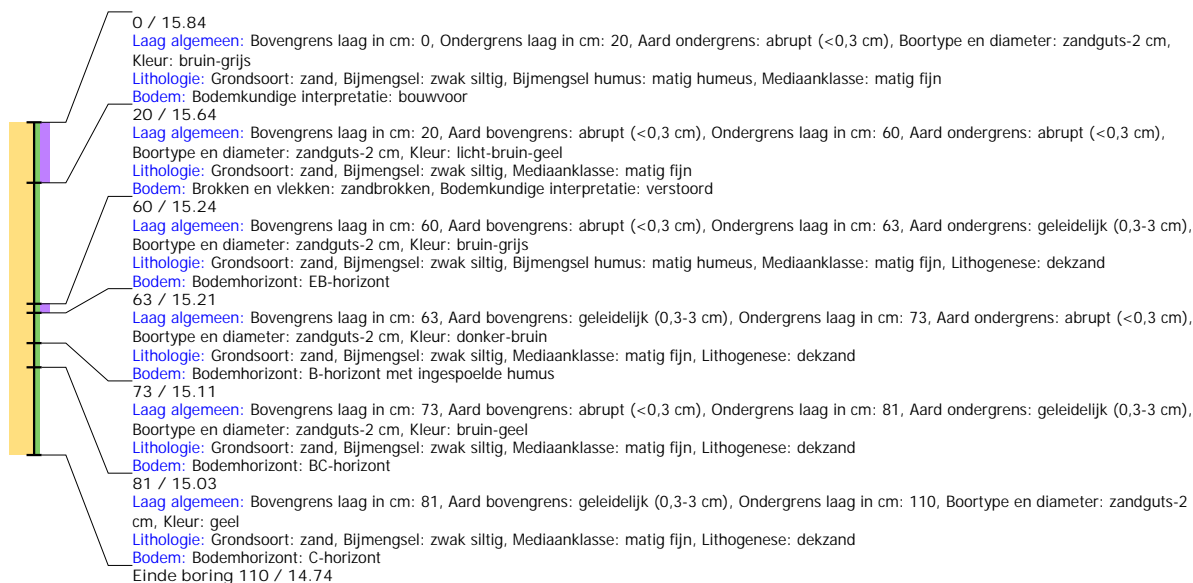 0 / 15.84
Laag algemeen: Bovengrens laag in cm: 0, Ondergrens laag in cm: 20, Aard ondergrens: abrupt (<0,3 cm), Boortype en diameter: zandguts-2 cm,
Kleur: bruin-grijs
Lithologie: Grondsoort: zand, Bijmengsel: zwak siltig, Bijmengsel humus: matig humeus, Mediaanklasse: matig fijn
Bodem: Bodemkundige interpretatie: bouwvoor
20 / 15.64
Laag algemeen: Bovengrens laag in cm: 20, Aard bovengrens: abrupt (<0,3 cm), Ondergrens laag in cm: 60, Aard ondergrens: abrupt (<0,3 cm),
Boortype en diameter: zandguts-2 cm, Kleur: licht-bruin-geel
Lithologie: Grondsoort: zand, Bijmengsel: zwak siltig, Mediaanklasse: matig fijn
Bodem: Brokken en vlekken: zandbrokken, Bodemkundige interpretatie: verstoord
60 / 15.24
Laag algemeen: Bovengrens laag in cm: 60, Aard bovengrens: abrupt (<0,3 cm), Ondergrens laag in cm: 63, Aard ondergrens: geleidelijk (0,3-3 cm),
Boortype en diameter: zandguts-2 cm, Kleur: bruin-grijs
Lithologie: Grondsoort: zand, Bijmengsel: zwak siltig, Bijmengsel humus: matig humeus, Mediaanklasse: matig fijn, Lithogenese: dekzand
Bodem: Bodemhorizont: EB-horizont
63 / 15.21
Laag algemeen: Bovengrens laag in cm: 63, Aard bovengrens: geleidelijk (0,3-3 cm), Ondergrens laag in cm: 73, Aard ondergrens: abrupt (<0,3 cm),
Boortype en diameter: zandguts-2 cm, Kleur: donker-bruin
Lithologie: Grondsoort: zand, Bijmengsel: zwak siltig, Mediaanklasse: matig fijn, Lithogenese: dekzand
Bodem: Bodemhorizont: B-horizont met ingespoelde humus
73 / 15.11
Laag algemeen: Bovengrens laag in cm: 73, Aard bovengrens: abrupt (<0,3 cm), Ondergrens laag in cm: 81, Aard ondergrens: geleidelijk (0,3-3 cm),
Boortype en diameter: zandguts-2 cm, Kleur: bruin-geel
Lithologie: Grondsoort: zand, Bijmengsel: zwak siltig, Mediaanklasse: matig fijn, Lithogenese: dekzand
Bodem: Bodemhorizont: BC-horizont
81 / 15.03
Laag algemeen: Bovengrens laag in cm: 81, Aard bovengrens: geleidelijk (0,3-3 cm), Ondergrens laag in cm: 110, Boortype en diameter: zandguts-2
cm, Kleur: geel
Lithologie: Grondsoort: zand, Bijmengsel: zwak siltig, Mediaanklasse: matig fijn, Lithogenese: dekzand
Bodem: Bodemhorizont: C-horizont
Einde boring 110 / 14.74